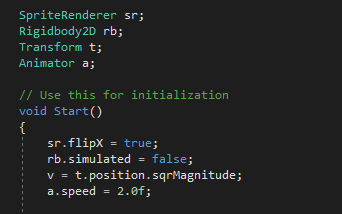 SpriteRenderer sr;
Rigidbody2D rb;
Transform t;
Animator a;
// Use this for initialization
void Start()
{
sr.flipX = true;
rb.simulated = false;
v = t.position.sqrMagnitude;
a.speed = 2.0f;